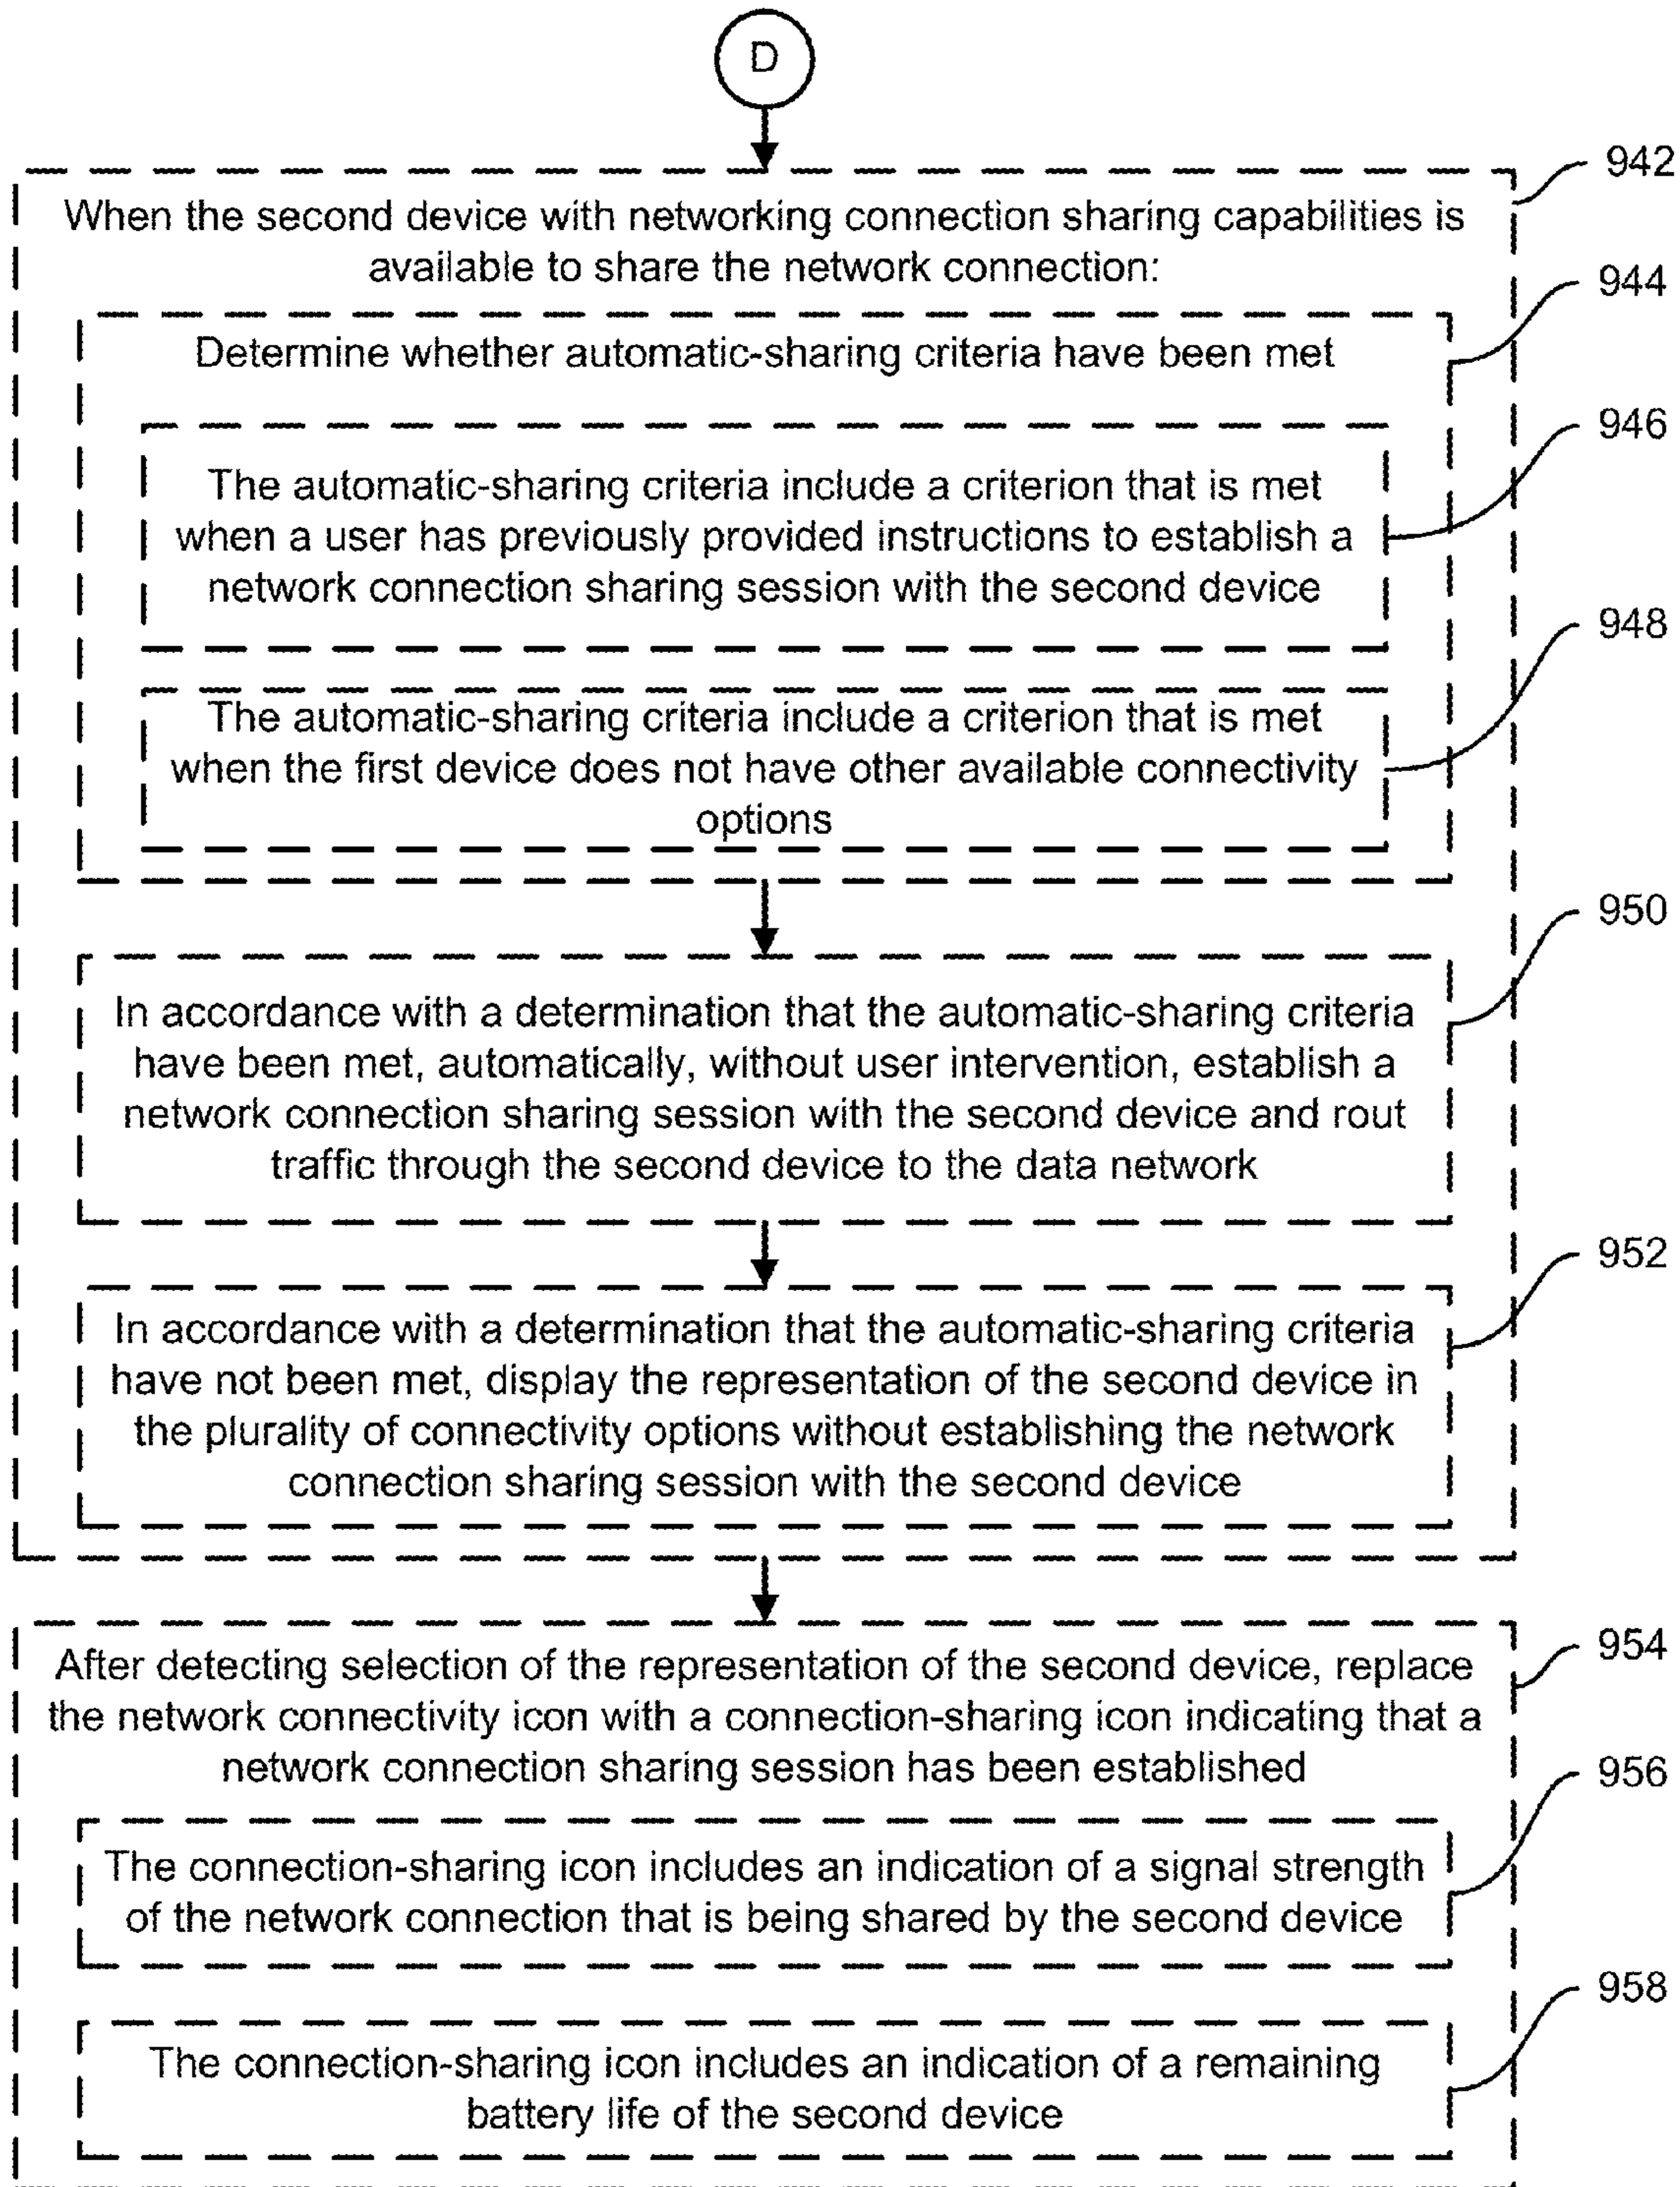 D
942
When the second device with networking connection sharing capabilities is
available to share the network connection:
944
Determine whether automatic-sharing criteria have been met
946
The automatic-sharing criteria include a criterion that is met
when a user has previously provided instructions to establish a
network connection sharing session with the second device
948
The automatic-sharing criteria include a criterion that is met
when the first device does not have other available connectivity
options
950
In accordance with a determination that the automatic-sharing criteria
have been met, automatically, without user intervention, establish a
network connection sharing session with the second device and rout
traffic through the second device to the data network
952
In accordance with a determination that the automatic-sharing criteria
have not been met, display the representation of the second device in
the plurality of connectivity options without establishing the network
connection sharing session with the second device
954
After detecting selection of the representation of the second device, replace
the network connectivity icon with a connection-sharing icon indicating that a
network connection sharing session has been established
956
The connection-sharing icon includes an indication of a signal strength
of the network connection that is being shared by the second device
958
The connection-sharing icon includes an indication of a remaining
battery life of the second device